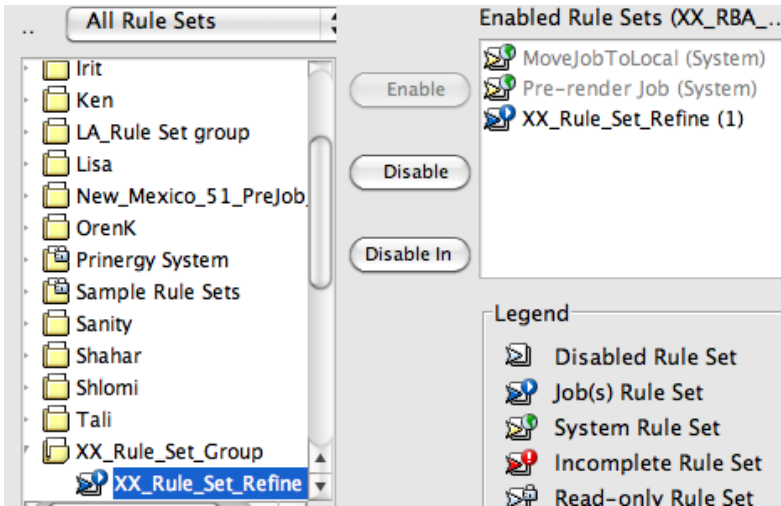 .. All Rule Sets
Irit
Ken
LA_Rule Set group
Lisa
New_Mexico_51_PreJob_
OrenK
Prinergy System
Sample Rule Sets
Sanity
Shahar
Shlomi
Tali
XX_Rule_Set_Group
XX_Rule_Set_Refine
Enable
Disable
Disable In
Enabled Rule Sets (XX_RBA_...
MoveJobToLocal (System)
Pre-render Job (System)
XX_Rule_Set_Refine (1)
Legend
Disabled Rule Set
Job(s) Rule Set
System Rule Set
Incomplete Rule Set
Read-only Rule Set